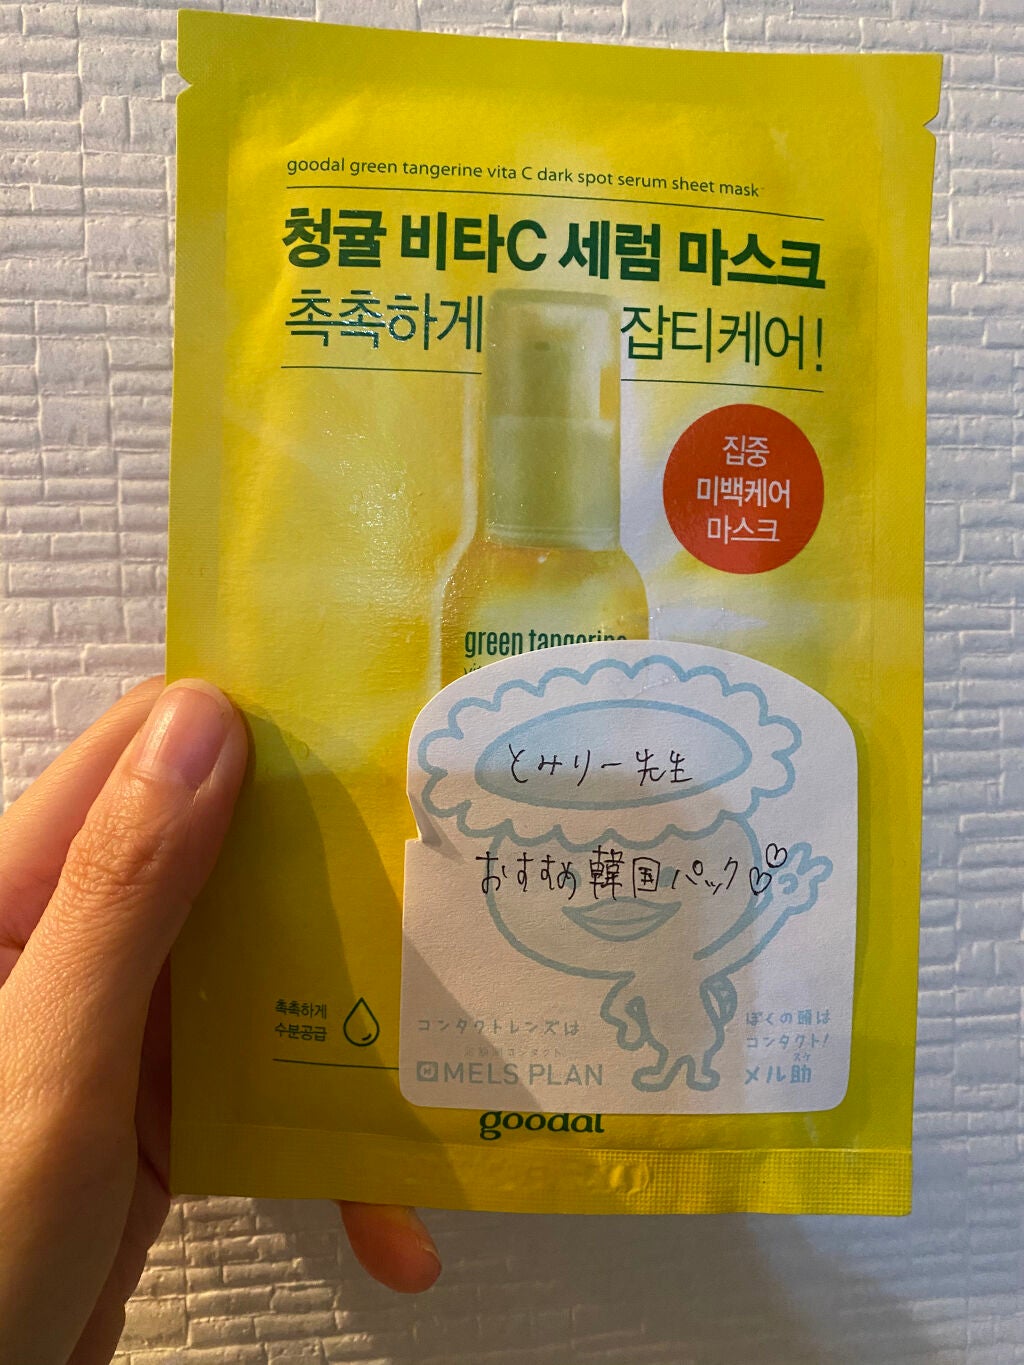 goodal green tangerine vita C dark spot serum sheet mask
청귤 비타C 세럼 마스크
촉촉하게 잡티케어!
집중
미백케어
마스크
green tangerine
とみりー先生
おすすめ韓国パック♡♡
촉촉하게
수분공급
コンタクトレンズは
MELS PLAN
ぼくの頭は
コンタクト!
スケ
メル助
goodal